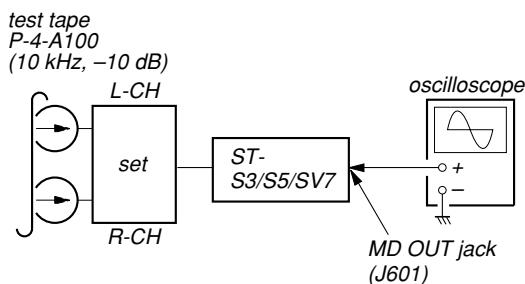 test tape
P-4-A100
(10 kHz, –10 dB)
L-CH
oscilloscope
set
ST-
S3/S5/SV7
+
–
R-CH
MD OUT jack
(J601)